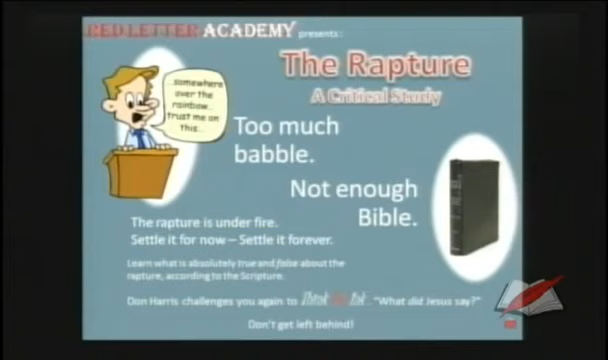 RED LETTER ACADEMY presents:
The Rapture
A Critical Study
...somewhere
over the
rainbow...
trust me on
this...
Too much
babble.
Not enough
Bible.
The rapture is under fire.
Settle it for now – Settle it forever.
Learn what is absolutely true and false about the
rapture, according to the Scripture.
Don Harris challenges you again to Think Red Ink... "What did Jesus say?"
Don't get left behind!